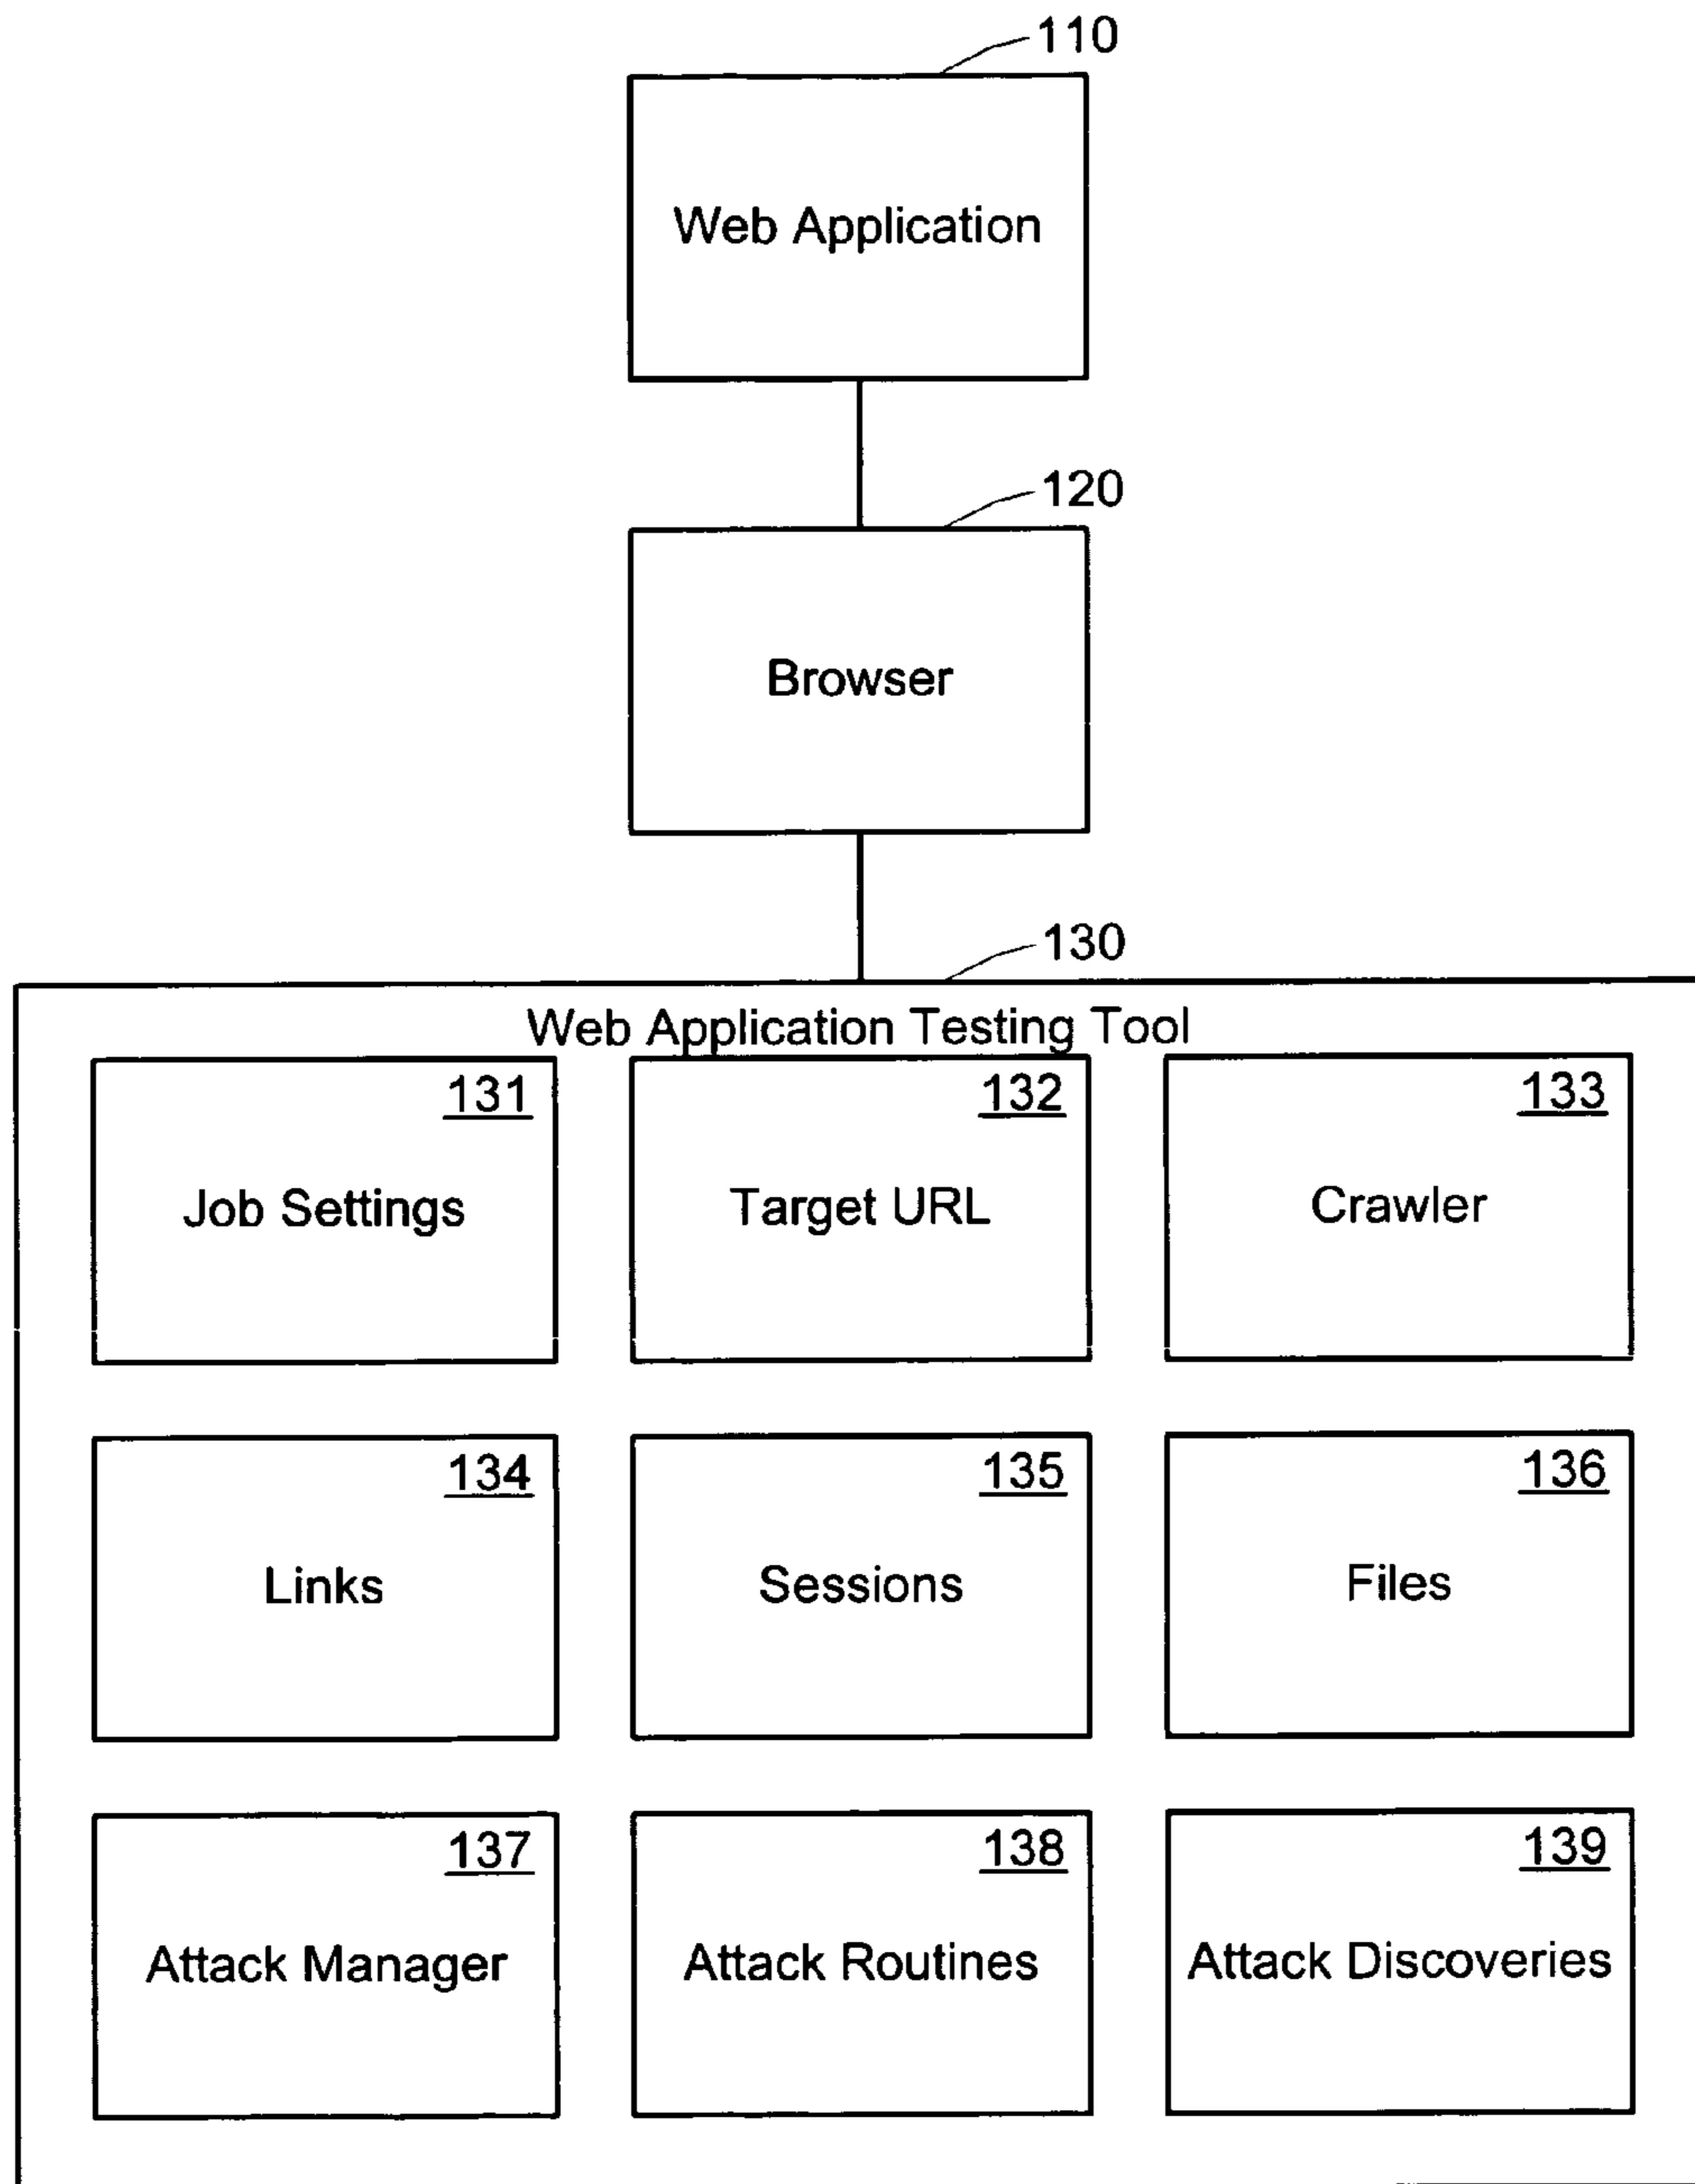 110
Web Application
120
Browser
130
Web Application Testing Tool
131
Job Settings
132
Target URL
133
Crawler
134
Links
135
Sessions
136
Files
137
Attack Manager
138
Attack Routines
139
Attack Discoveries